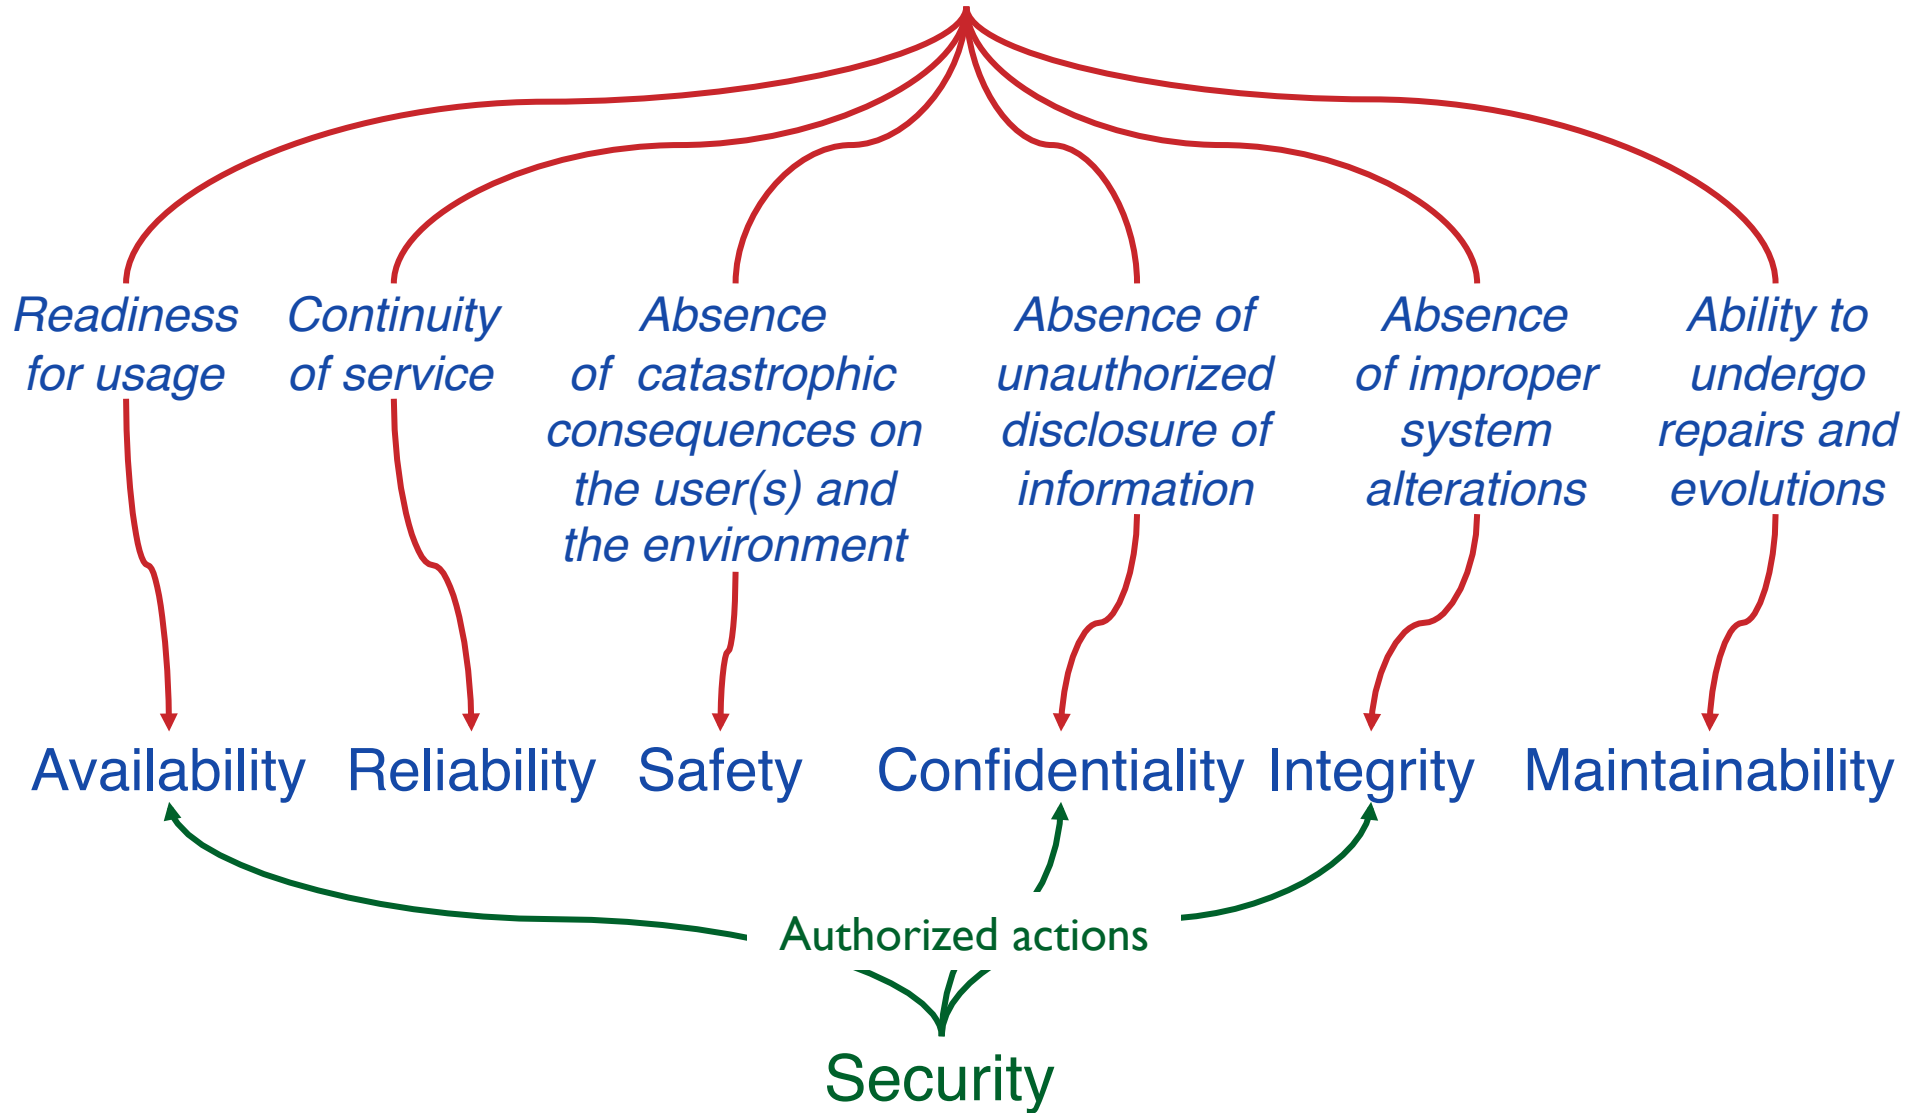 Readiness
for usage
Continuity
of service
Absence
of catastrophic
consequences on
the user(s) and
the environment
Absence of
unauthorized
disclosure of
information
Absence
of improper
system
alterations
Ability to
undergo
repairs and
evolutions
Availability
Reliability
Safety
Confidentiality
Integrity
Maintainability
Authorized actions
Security